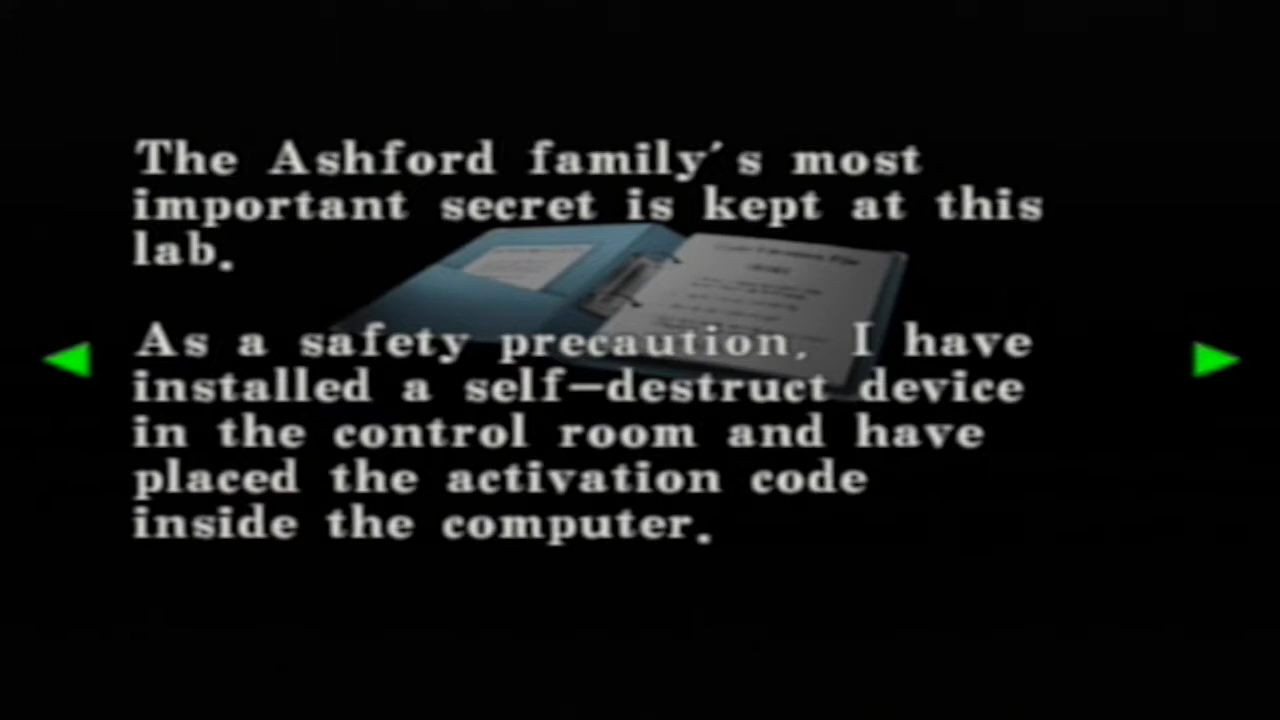 The Ashford family's most
important secret is kept at this
lab.
As a safety precaution, I have
installed a self-destruct device
in the control room and have
placed the activation code
inside the computer.